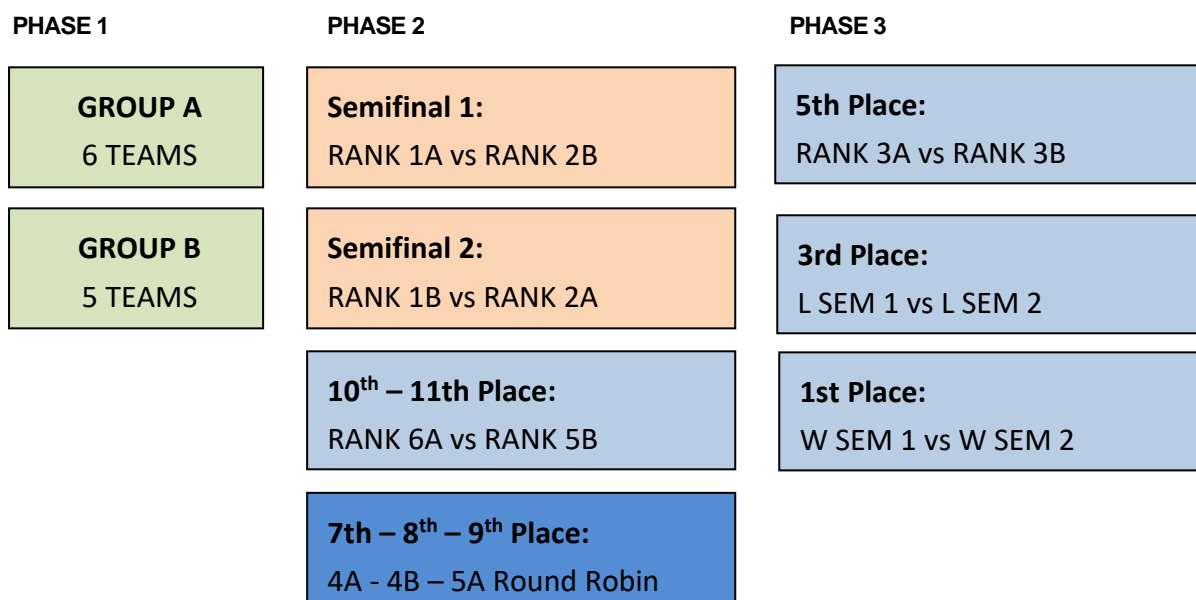 PHASE 1
GROUP A
6 TEAMS
GROUP B
5 TEAMS
PHASE 2
Semifinal 1:
RANK 1A vs RANK 2B
Semifinal 2:
RANK 1B vs RANK 2A
10th – 11th Place:
RANK 6A vs RANK 5B
7th – 8th – 9th Place:
4A - 4B – 5A Round Robin
PHASE 3
5th Place:
RANK 3A vs RANK 3B
3rd Place:
L SEM 1 vs L SEM 2
1st Place:
W SEM 1 vs W SEM 2